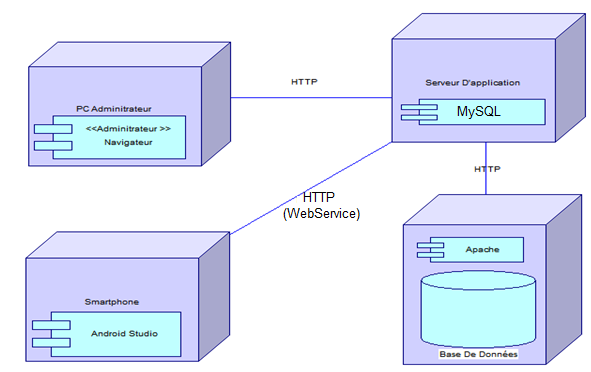 PC Adminitrateur
<<Adminitrateur >>
Navigateur
HTTP
Serveur D'application
MySQL
HTTP
HTTP
(WebService)
Apache
Base De Données
Smartphone
Android Studio